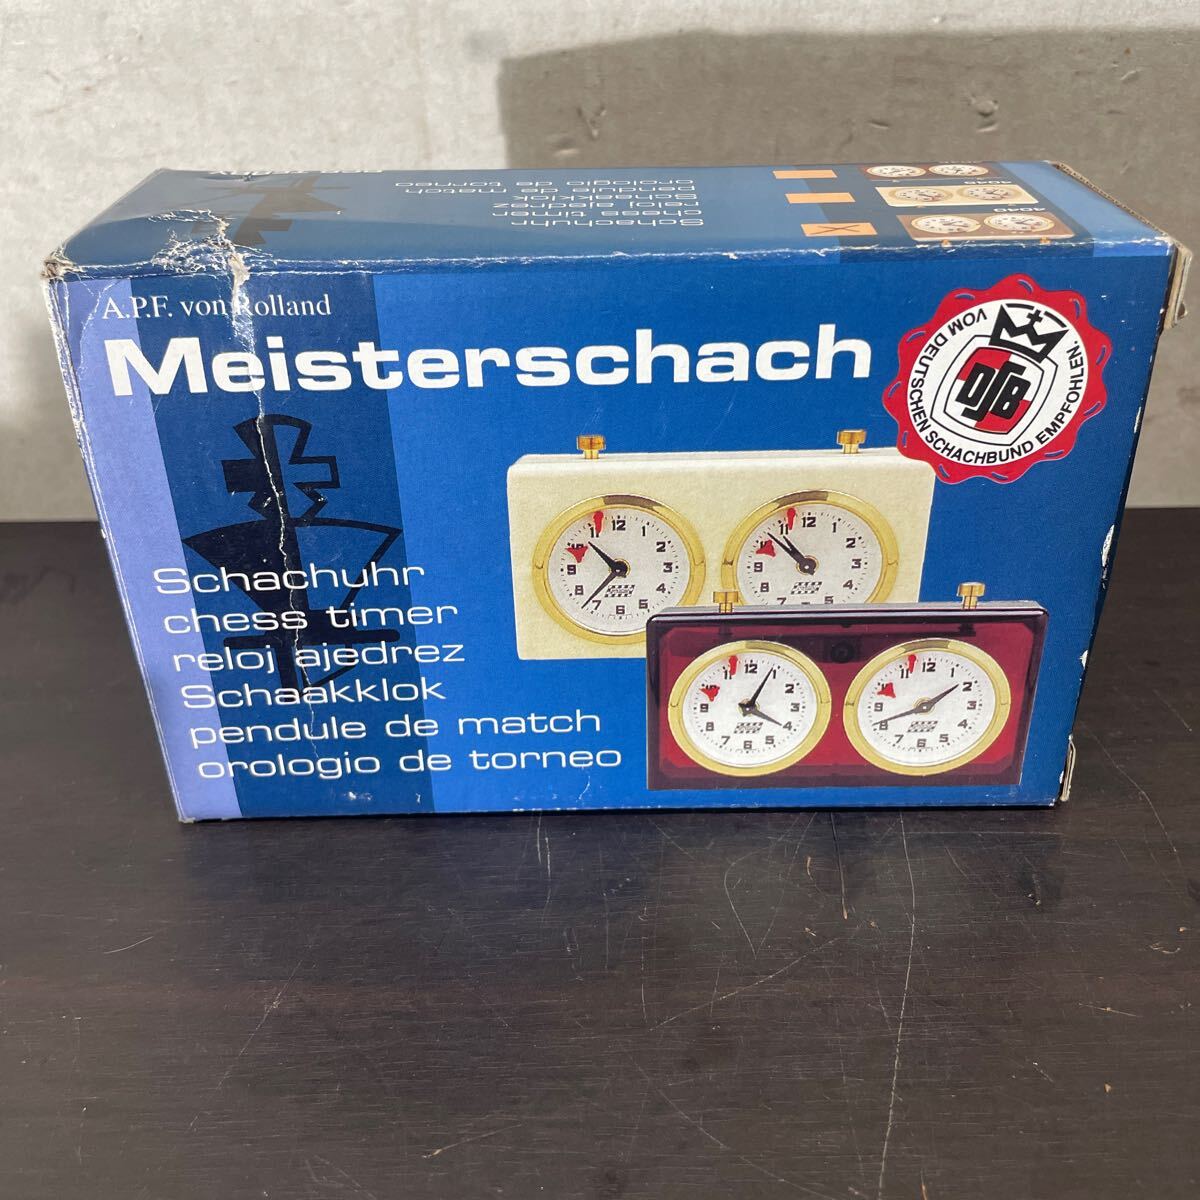 Schachuhr
chess timer
reloj ajedrez
Schaakklok
pendule de match
orologio de torneo
A.P.F. von Rolland
Meisterschach
VOM DEUTSCHEN SCHACHBUND EMPFOHLEN.
DSB
Schachuhr
chess timer
reloj ajedrez
Schaakklok
pendule de match
orologio de torneo